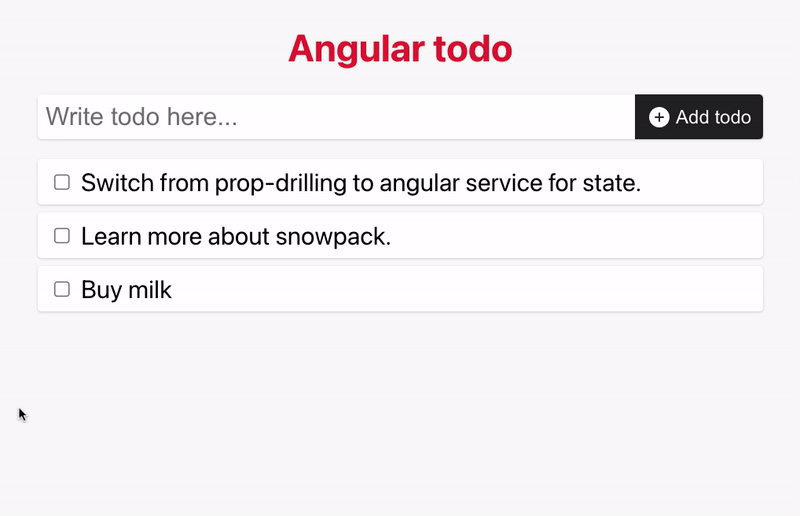 Angular todo
Write todo here...
Add todo
Switch from prop-drilling to angular service for state.
Learn more about snowpack.
Buy milk